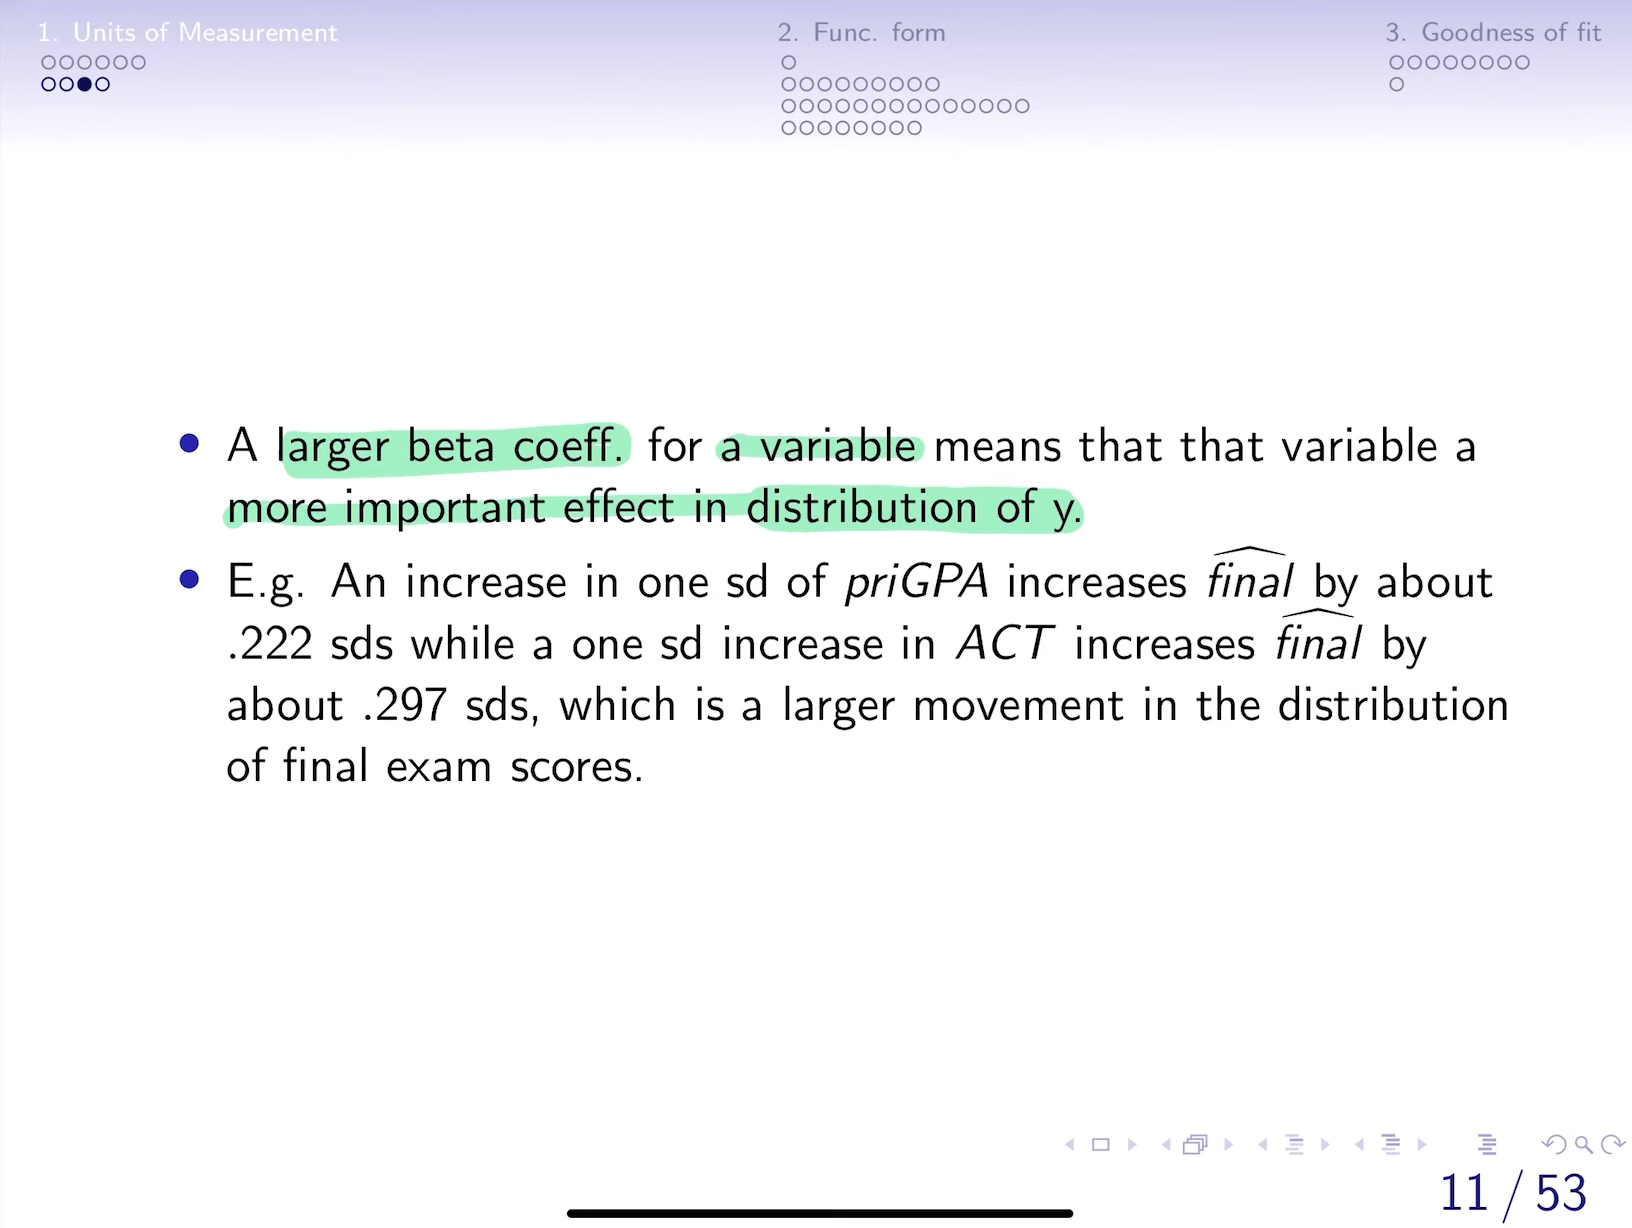 1. Units of Measurement
2. Func. form
3. Goodness of fit
A larger beta coeff. for a variable means that that variable a
more important effect in distribution of y.
E.g. An increase in one sd of priGPA increases \widehat{final} by about
.222 sds while a one sd increase in ACT increases \widehat{final} by
about .297 sds, which is a larger movement in the distribution
of final exam scores.
11 / 53